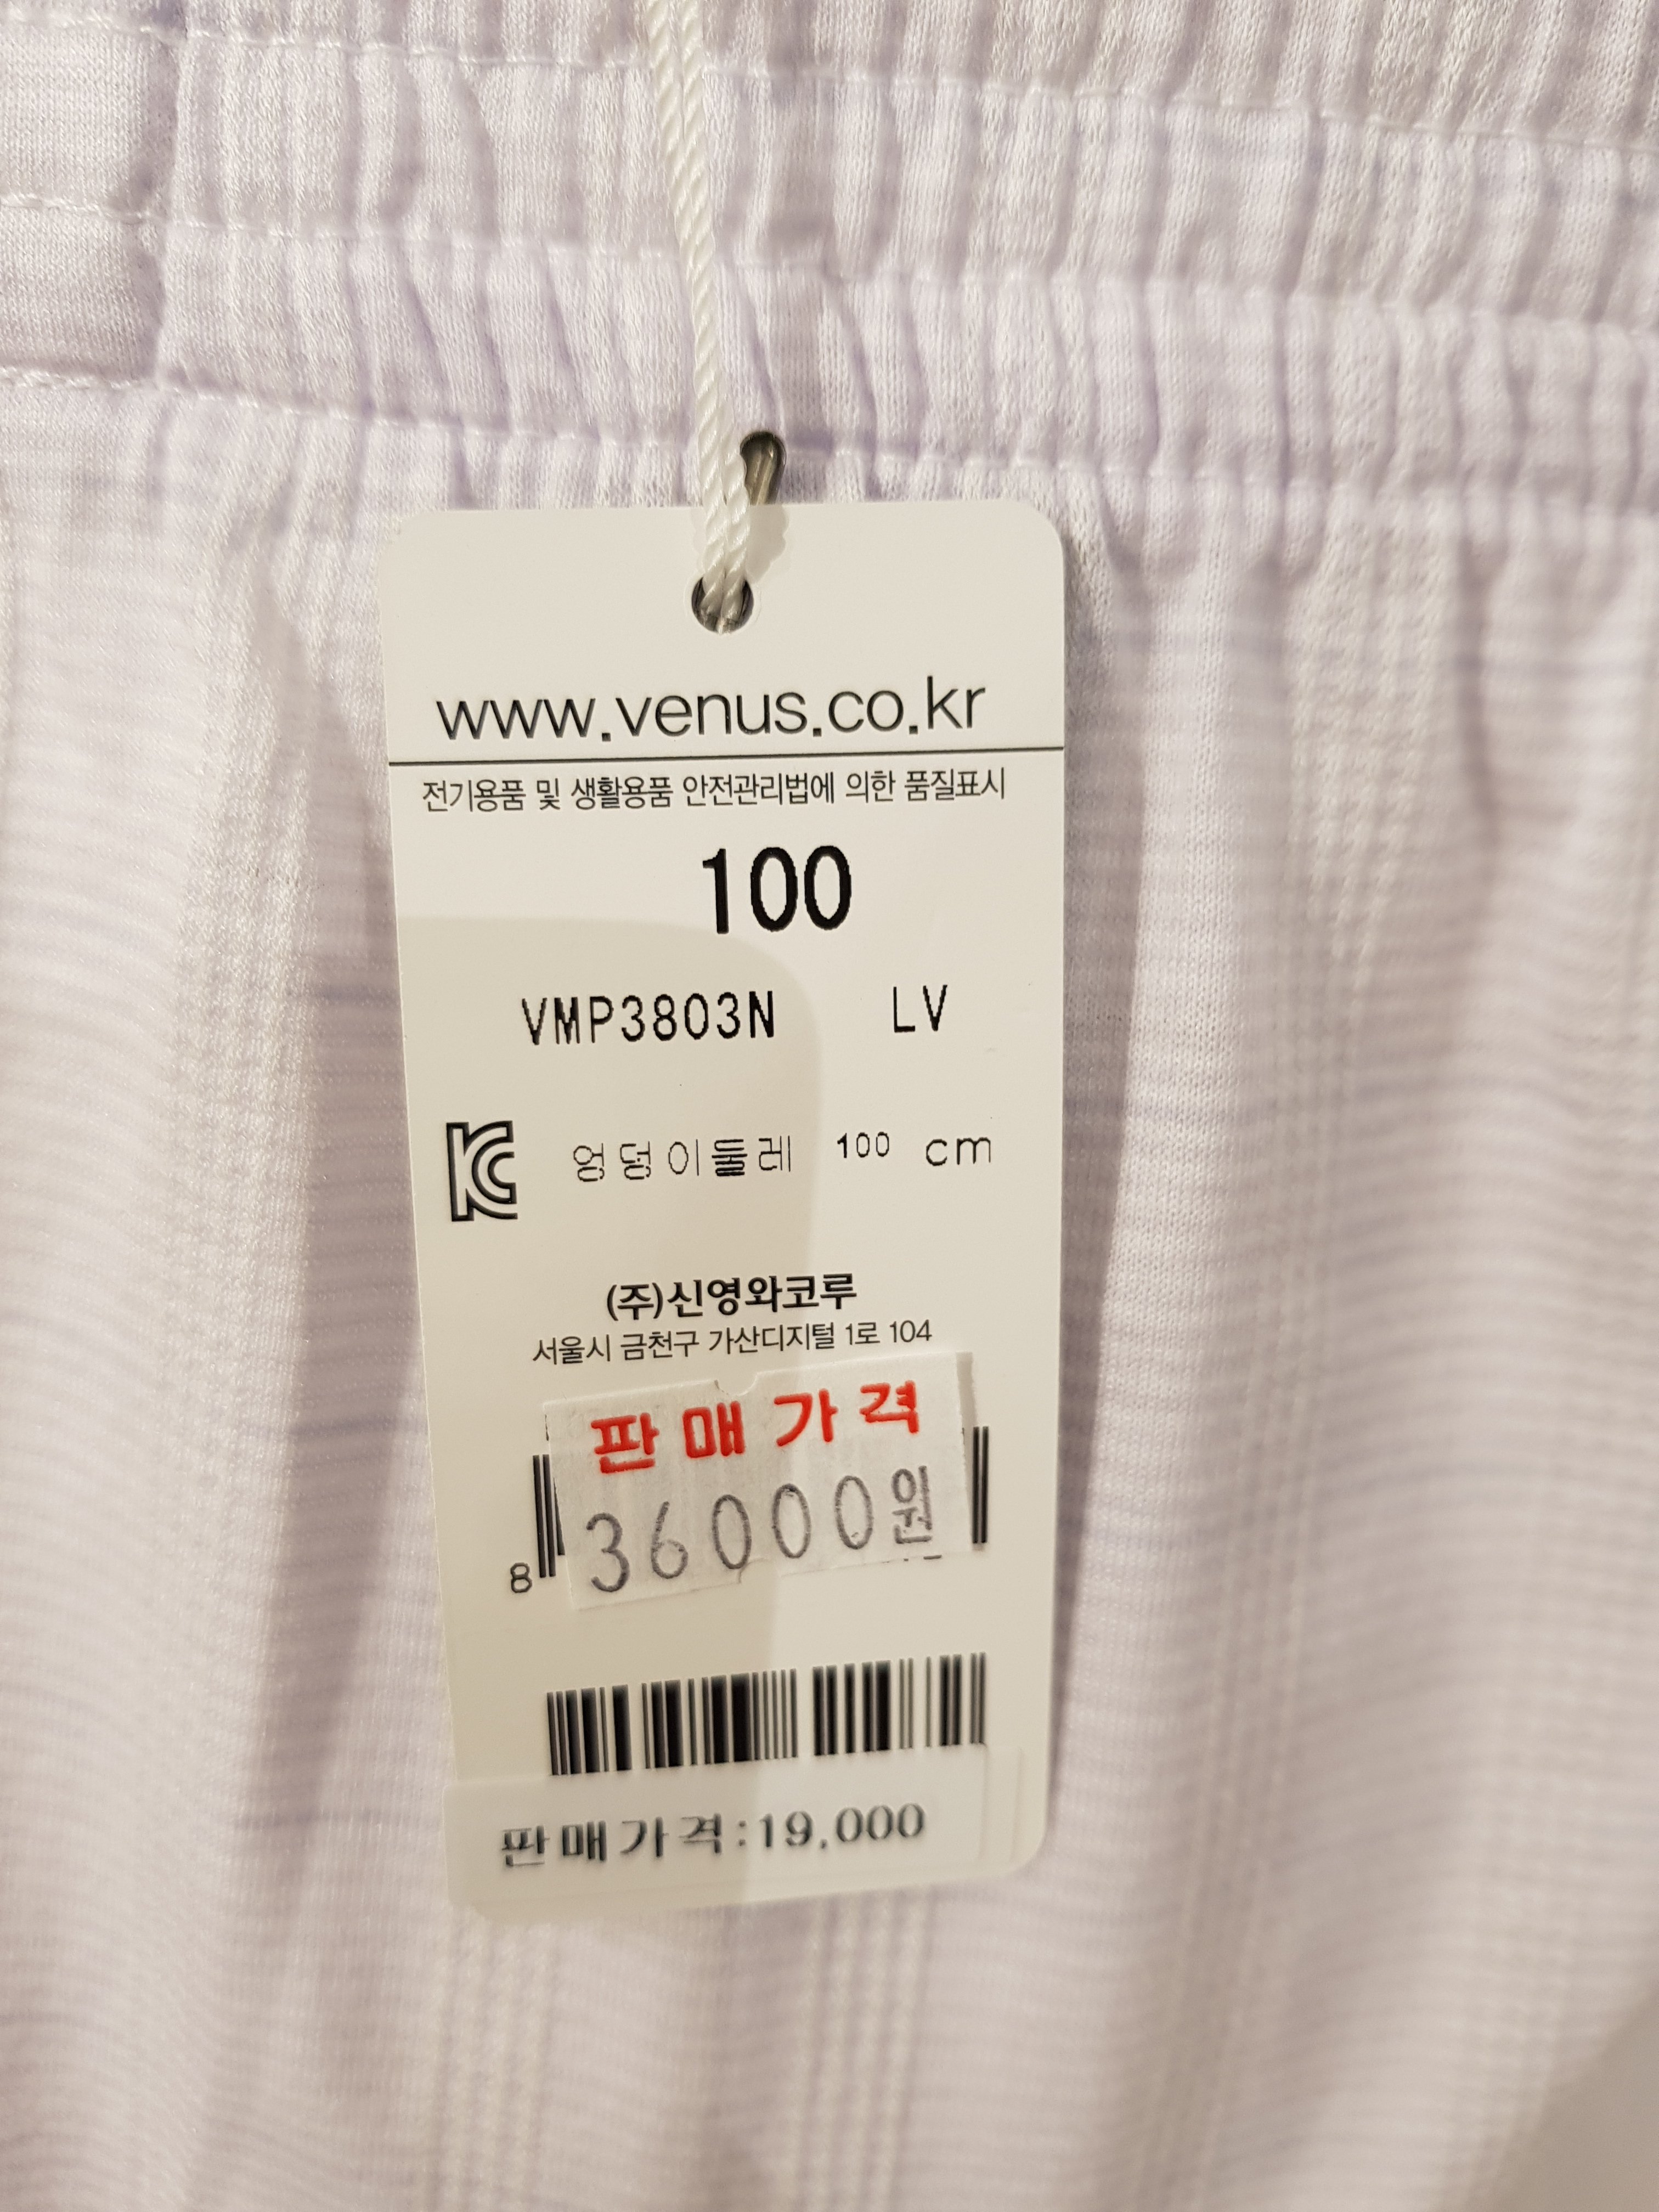 www.venus.co.kr
전기용품 및 생활용품 안전관리법에 의한 품질표시
100
VMP3803N LV
엉덩이둘레 100 cm
(주)신영와코루
서울시 금천구 가산디지털 1로 104
판매가격
36000원
8
판매가격:19,000